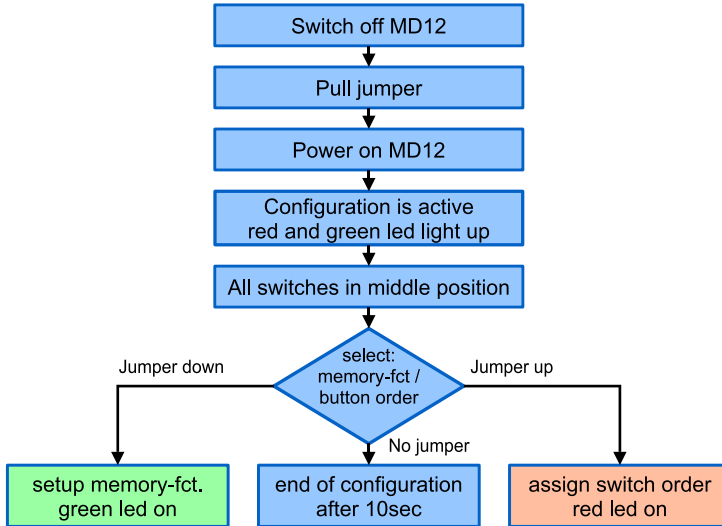 Switch off MD12
Pull jumper
Power on MD12
Configuration is active
red and green led light up
All switches in middle position
select:
memory-fct /
button order
Jumper down
Jumper up
No jumper
setup memory-fct.
green led on
end of configuration
after 10sec
assign switch order
red led on